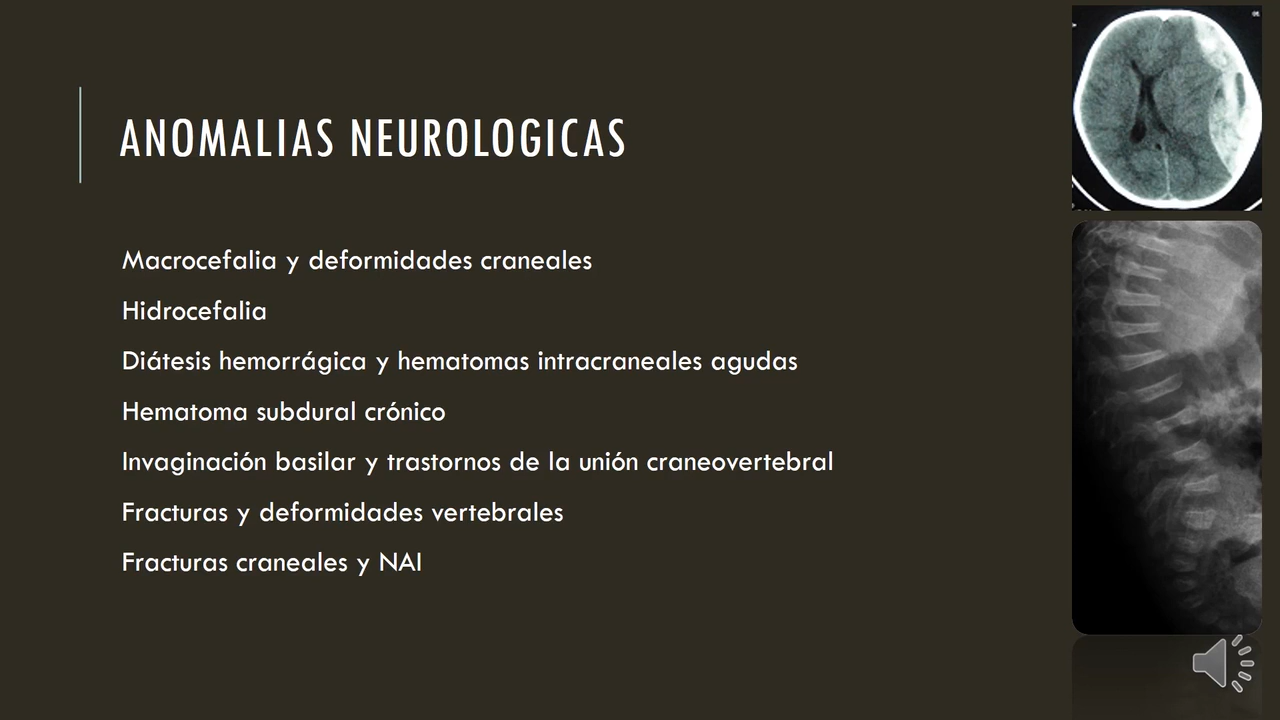 ANOMALIAS NEUROLOGICAS
Macrocefalia y deformidades craneales
Hidrocefalia
Diátesis hemorrágica y hematomas intracraneales agudas
Hematoma subdural crónico
Invaginación basilar y trastornos de la unión craneovertebral
Fracturas y deformidades vertebrales
Fracturas craneales y NAI